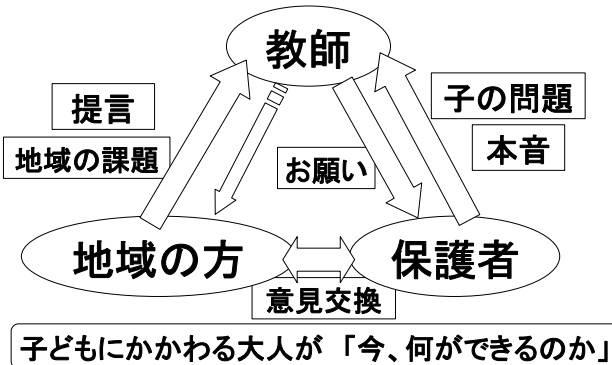 教師
提言
地域の課題
子の問題
本音
お願い
地域の方
保護者
意見交換
子どもにかかわる大人が 「今、何ができるのか」